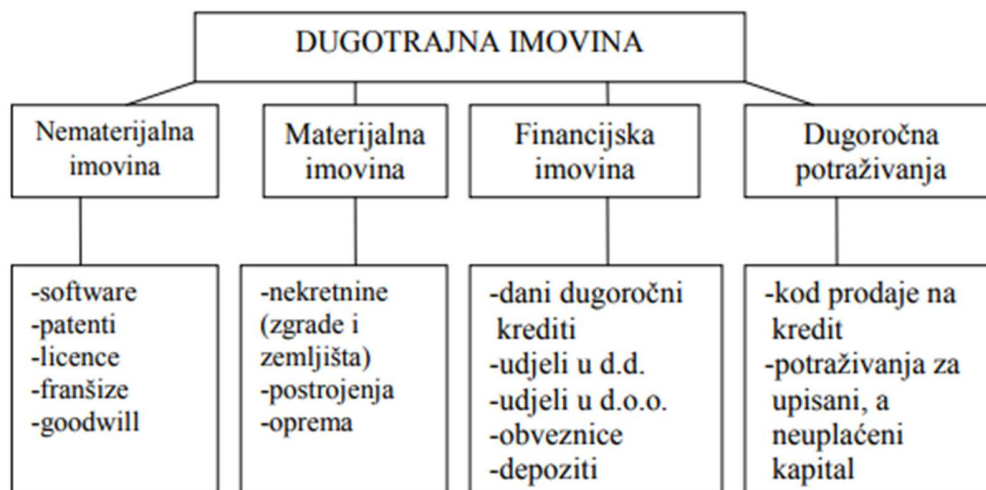 DUGOTRAJNA IMOVINA
Nematerijalna
imovina
Materijalna
imovina
Financijska
imovina
Dugoročna
potraživanja
-software
-patenti
-licence
-franšize
-goodwill
-nekretnine
(zgrade i
zemljišta)
-postrojenja
-oprema
-dani dugoročni
krediti
-udjeli u d.d.
-udjeli u d.o.o.
-obveznice
-depoziti
-kod prodaje na
kredit
-potraživanja za
upisani, a
neuplaćeni
kapital